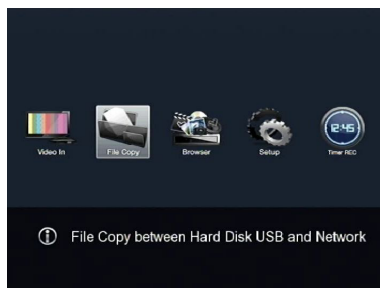 Video In
File Copy
Browser
Setup
12:45
Timer REC
File Copy between Hard Disk USB and Network